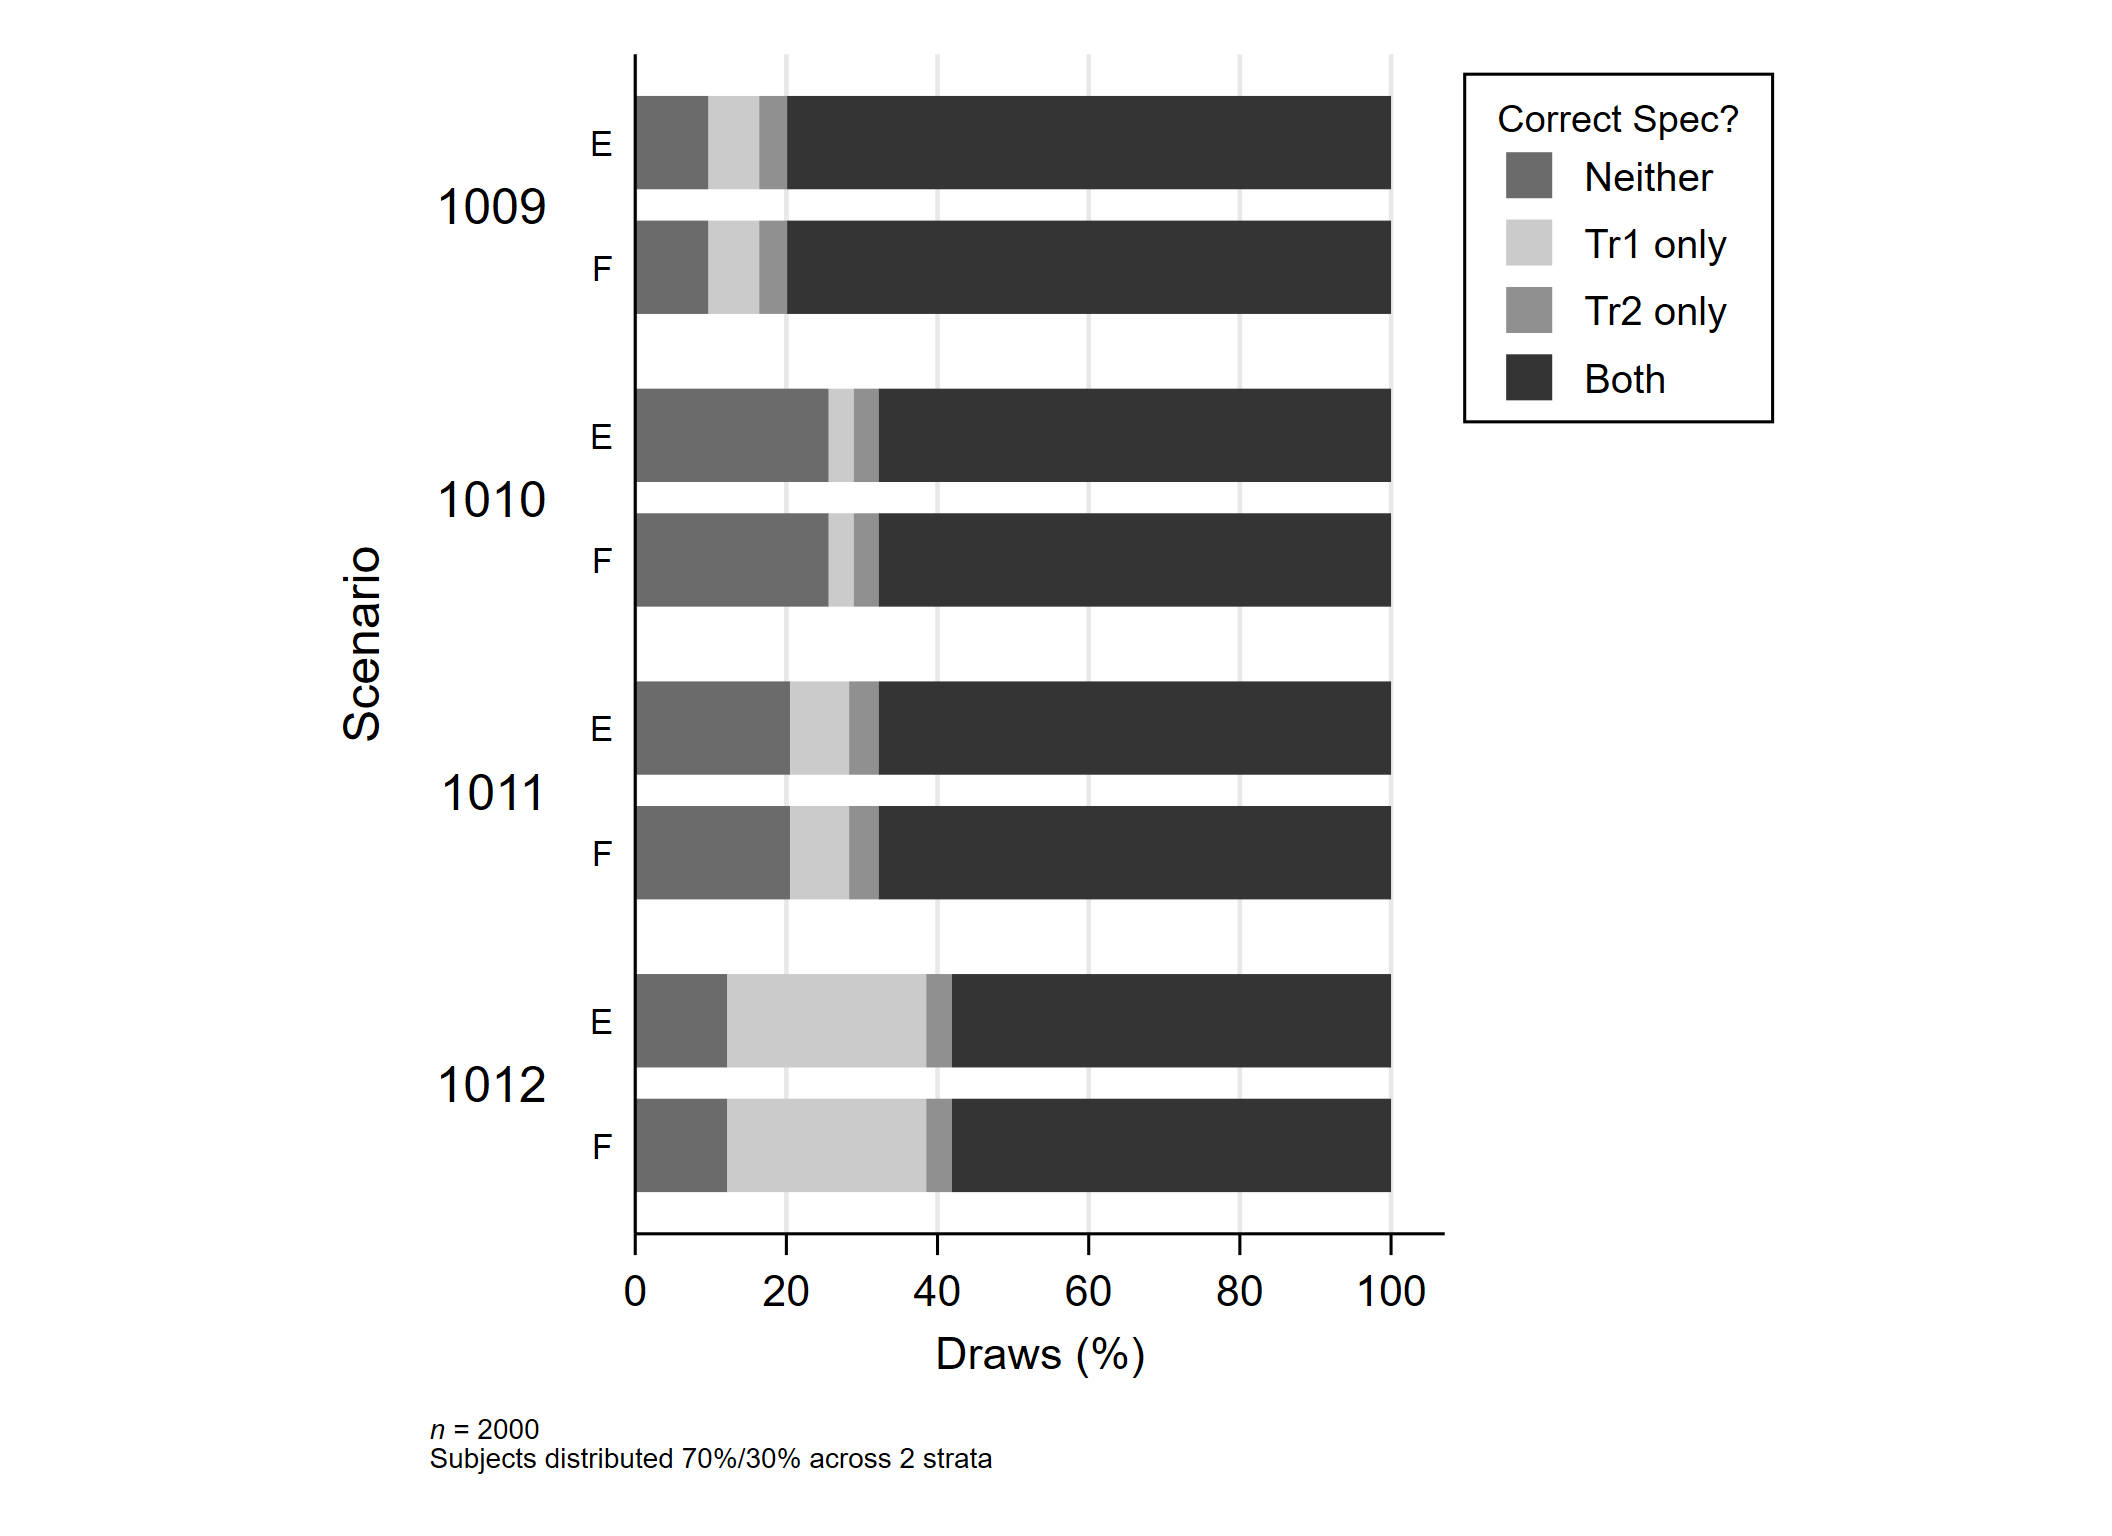 Correct Spec?
Neither
Tr1 only
Tr2 only
Both
Scenario
1009
E
F
1010
E
F
1011
E
F
1012
E
F
0 20 40 60 80 100
Draws (%)
n = 2000
Subjects distributed 70%/30% across 2 strata